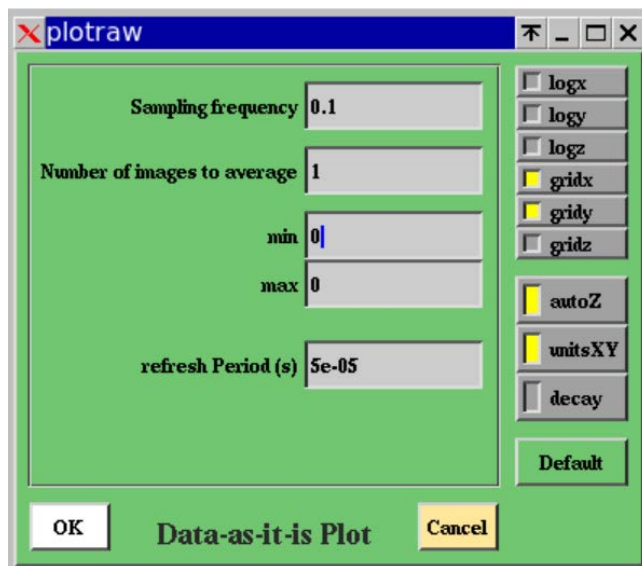 plotraw
Sampling frequency 0.1
Number of images to average 1
min 0
max 0
refresh Period (s) 5e-05
logx
logy
logz
gridx
gridy
gridz
autoZ
unitsXY
decay
Default
OK
Data-as-it-is Plot
Cancel